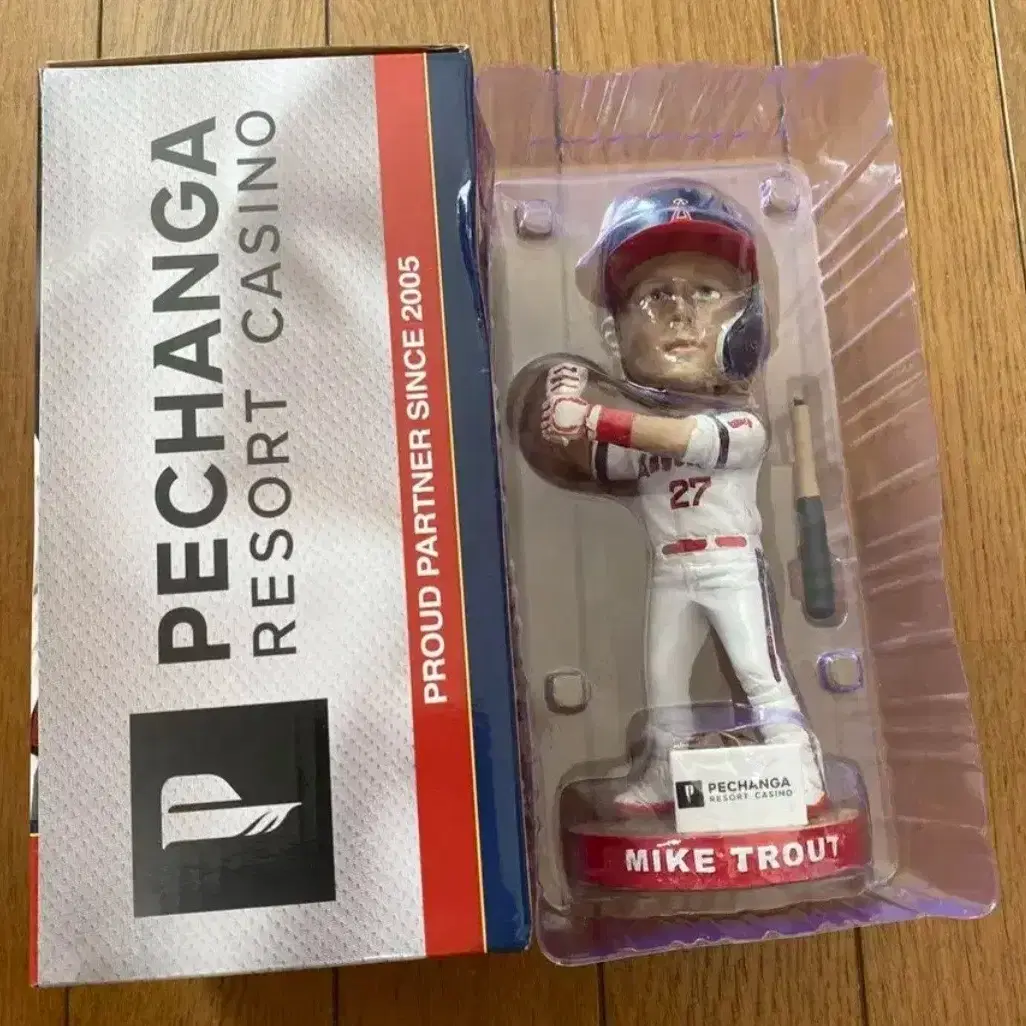 PECHANGA
RESORT CASINO
PROUD PARTNER SINCE 2005
A
27
PECHANGA
RESORT CASINO
MIKE TROUT